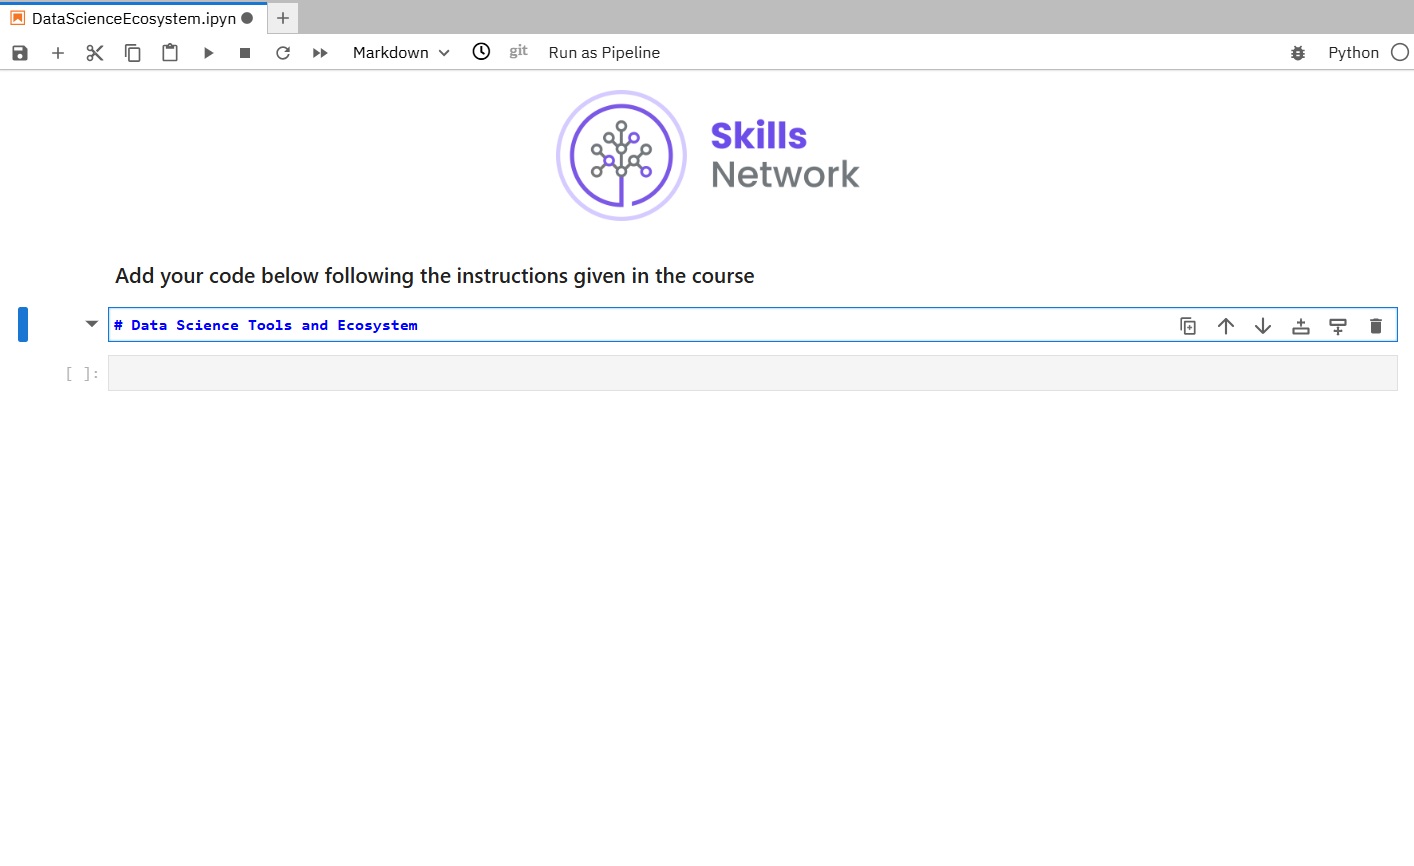 DataScienceEcosystem.ipyn
Markdown
git
Run as Pipeline
Python
Skills
Network
Add your code below following the instructions given in the course
# Data Science Tools and Ecosystem
[ ]: